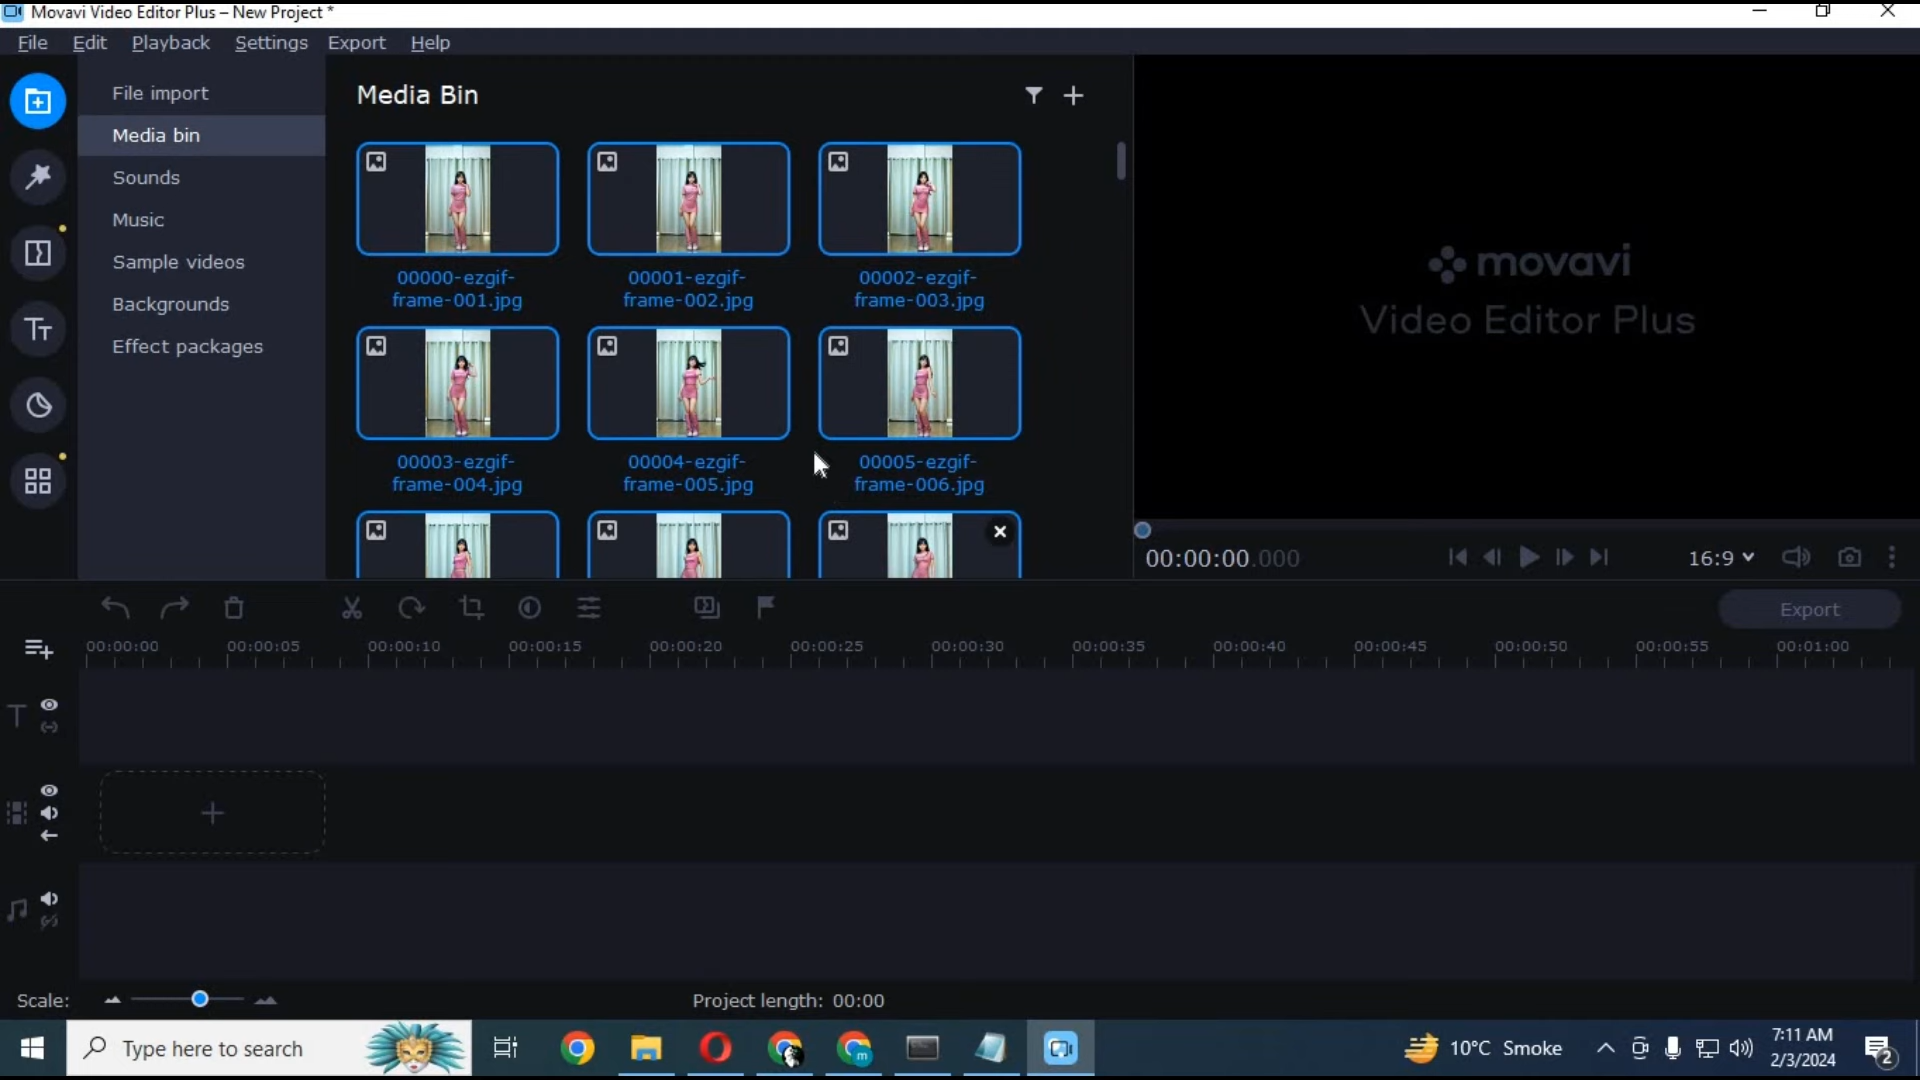 Movavi Video Editor Plus – New Project *
File Edit Playback Settings Export Help
File import
Media bin
Sounds
Music
Sample videos
Backgrounds
Effect packages
Media Bin
00000-ezgif-
frame-001.jpg
00001-ezgif-
frame-002.jpg
00002-ezgif-
frame-003.jpg
00003-ezgif-
frame-004.jpg
00004-ezgif-
frame-005.jpg
00005-ezgif-
frame-006.jpg
movavi
Video Editor Plus
00:00:00.000
16:9
Export
00:00:00 00:00:05 00:00:10 00:00:15 00:00:20 00:00:25 00:00:30 00:00:35 00:00:40 00:00:45 00:00:50 00:00:55 00:01:00
Scale:
Project length: 00:00
Type here to search
10°C Smoke
7:11 AM
2/3/2024
2